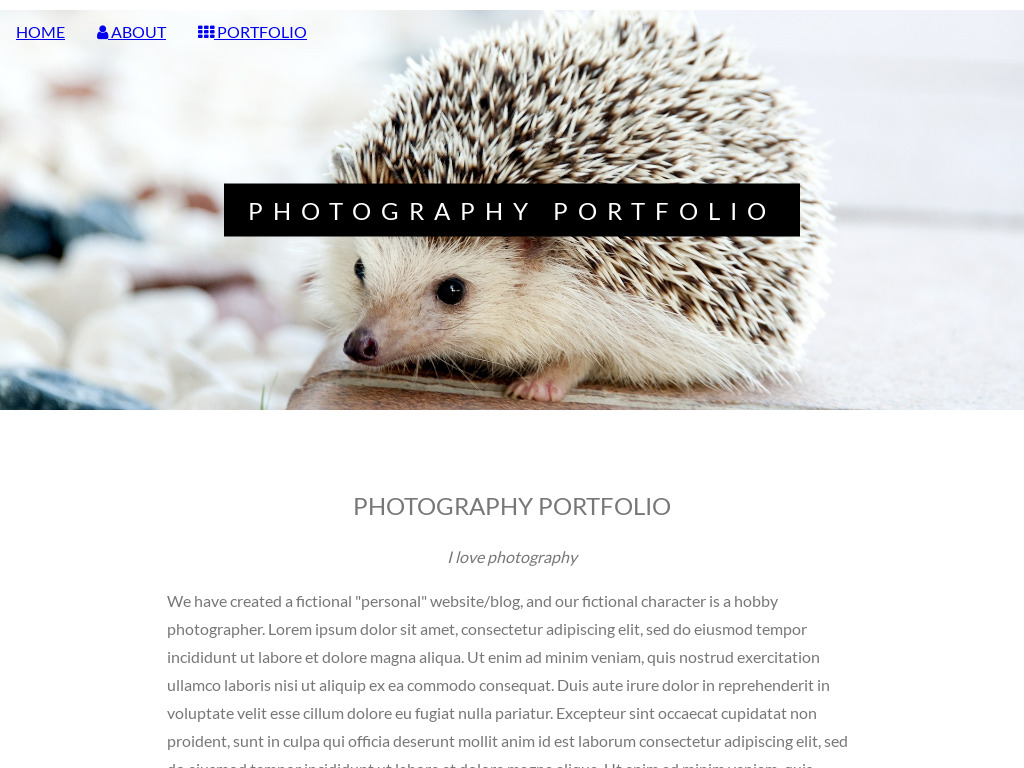 HOME ABOUT PORTFOLIO
PHOTOGRAPHY PORTFOLIO
PHOTOGRAPHY PORTFOLIO
I love photography
We have created a fictional "personal" website/blog, and our fictional character is a hobby
photographer. Lorem ipsum dolor sit amet, consectetur adipiscing elit, sed do eiusmod tempor
incididunt ut labore et dolore magna aliqua. Ut enim ad minim veniam, quis nostrud exercitation
ullamco laboris nisi ut aliquip ex ea commodo consequat. Duis aute irure dolor in reprehenderit in
voluptate velit esse cillum dolore eu fugiat nulla pariatur. Excepteur sint occaecat cupidatat non
proident, sunt in culpa qui officia deserunt mollit anim id est laborum consectetur adipiscing elit, sed